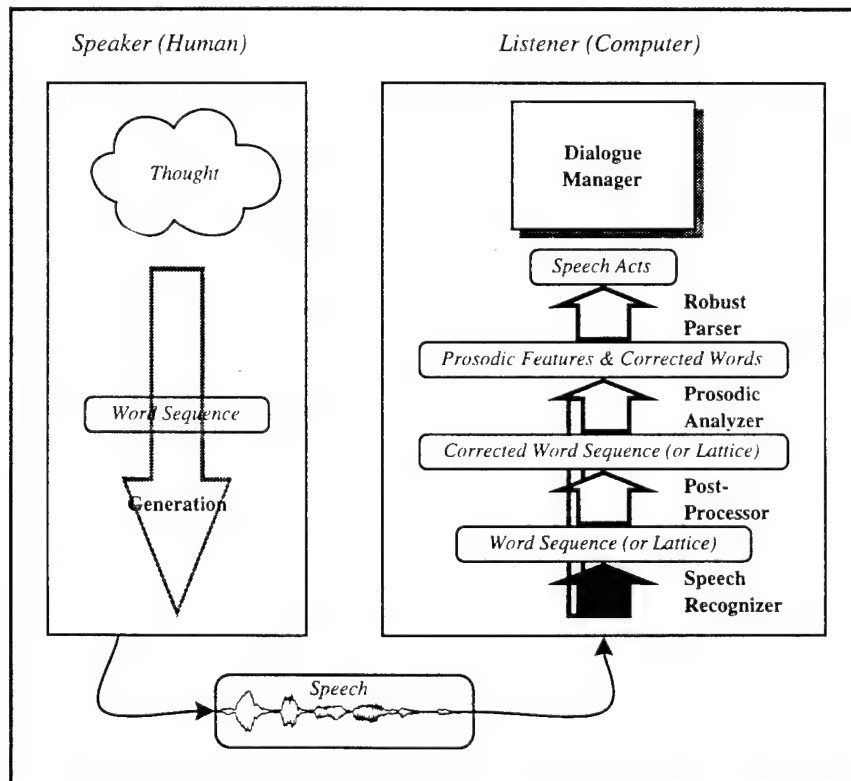 Speaker (Human)
Thought
Word Sequence
Generation
Listener (Computer)
Dialogue
Manager
Speech Acts
Robust
Parser
Prosodic Features & Corrected Words
Prosodic
Analyzer
Corrected Word Sequence (or Lattice)
Post-
Processor
Word Sequence (or Lattice)
Speech
Recognizer
Speech